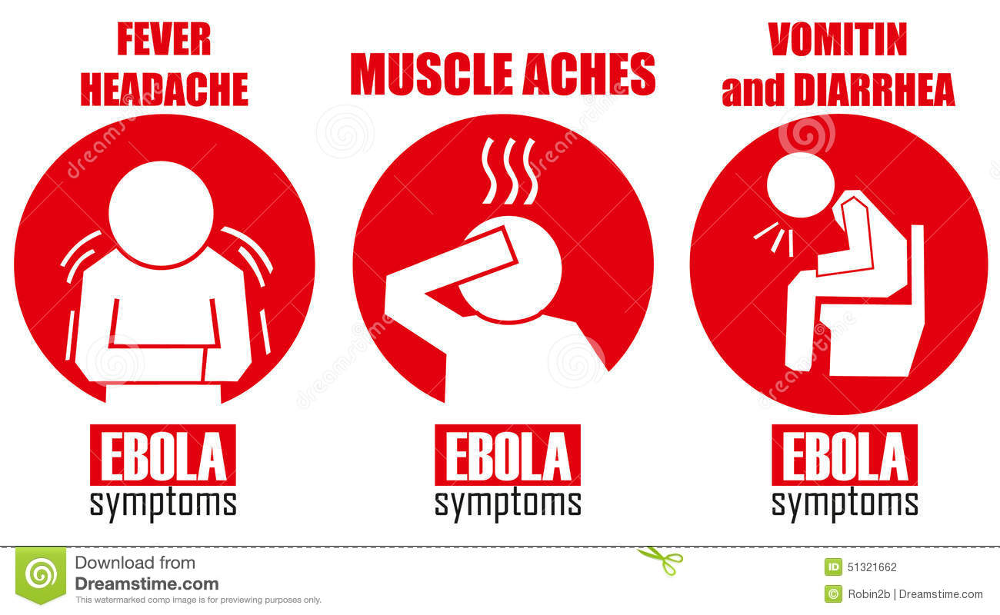 FEVER
HEADACHE
MUSCLE ACHES
VOMITIN
and DIARRHEA
EBOLA
symptoms
EBOLA
symptoms
EBOLA
symptoms
Download from
Dreamstime.com
This watermarked comp image is for previewing purposes only.
ID 51321662
© Robin2b | Dreamstime.com